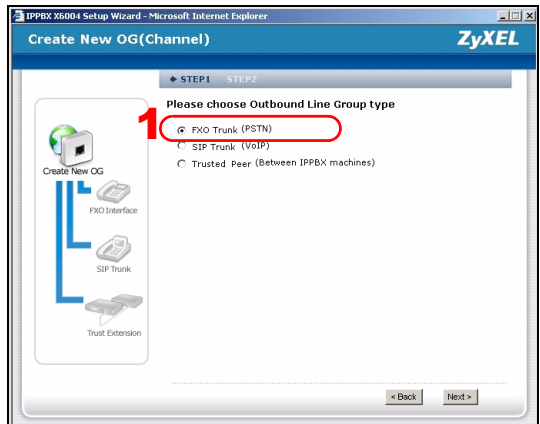 IPPBX X6004 Setup Wizard - Microsoft Internet Explorer
Create New OG(Channel)
ZyXEL
STEP1 STEP2
Please choose Outbound Line Group type
1
FXO Trunk (PSTN)
SIP Trunk (VoIP)
Trusted Peer (Between IPPBX machines)
Create New OG
FXO Interface
SIP Trunk
Trust Extension
< Back Next >